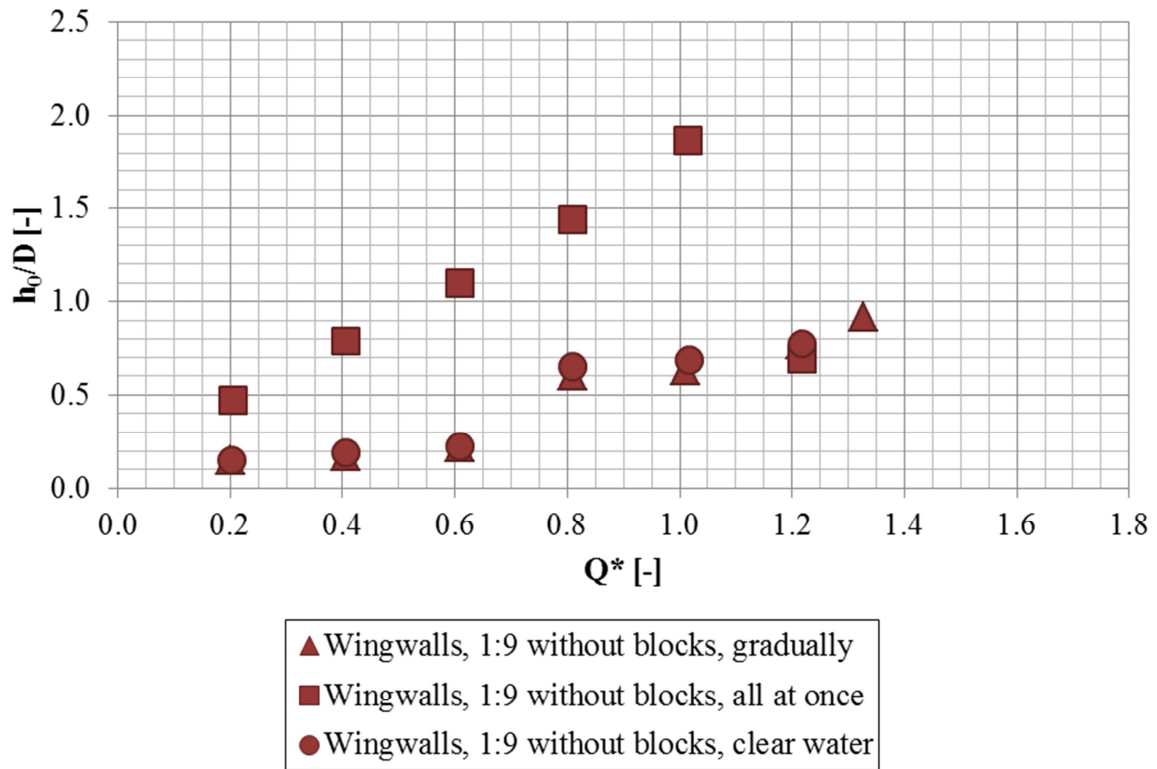 2.5
2.0
1.5
1.0
0.5
0.0
h₀/D [-]
0.0 0.2 0.4 0.6 0.8 1.0 1.2 1.4 1.6 1.8
Q* [-]
Wingwalls, 1:9 without blocks, gradually
Wingwalls, 1:9 without blocks, all at once
Wingwalls, 1:9 without blocks, clear water